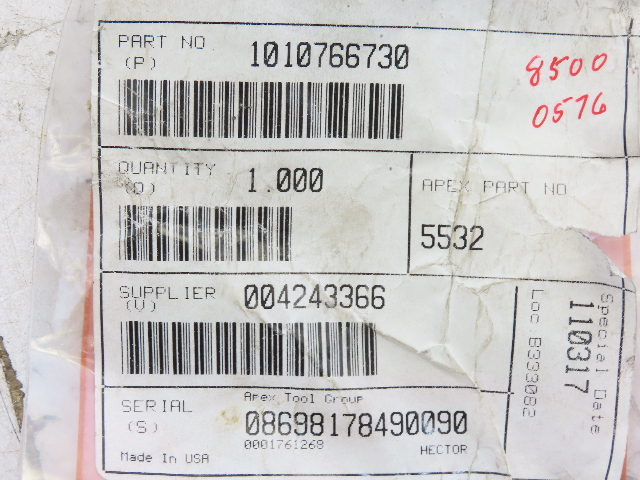 PART NO
(P)
1010766730
8500
0576
QUANTITY
(Q)
1.000
APEX PART NO
5532
SUPPLIER
(V)
004243366
Special Date
110317
Loc B333082
SERIAL
(S)
Apex Tool Group
08698178490090
0001761268
HECTOR
Made In USA